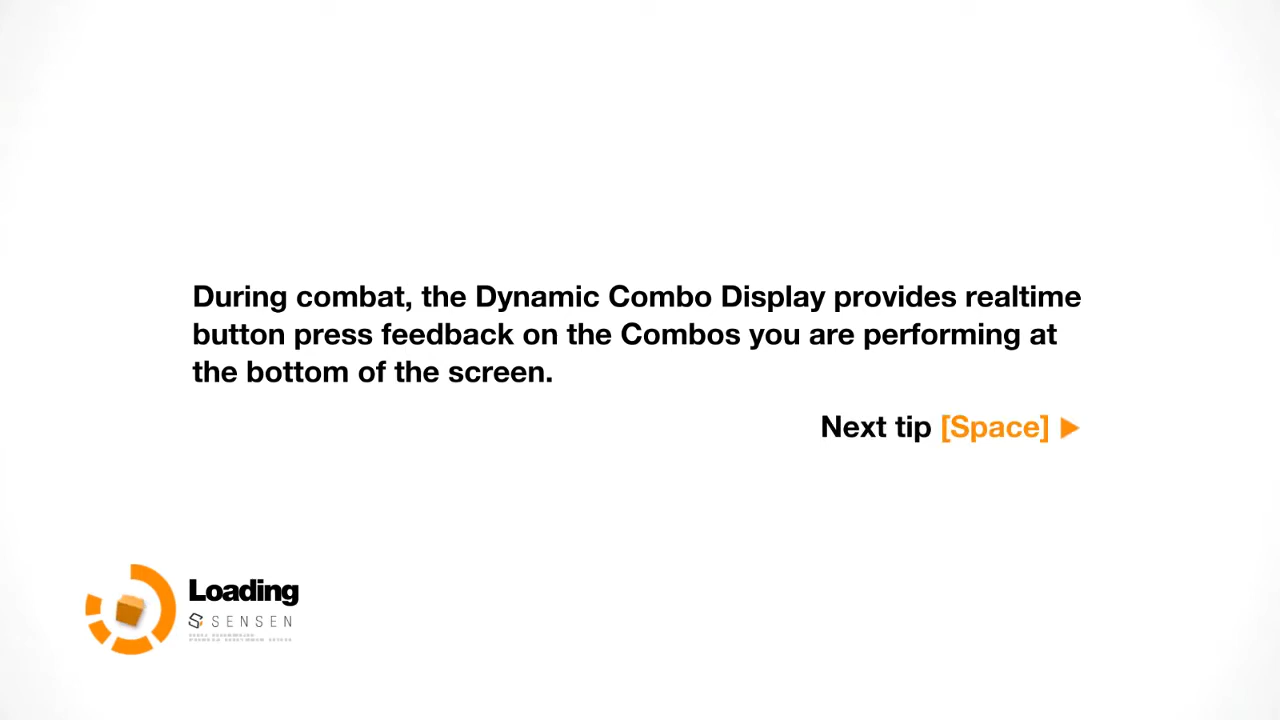 During combat, the Dynamic Combo Display provides realtime
button press feedback on the Combos you are performing at
the bottom of the screen.
Next tip [Space]
Loading
SENSEN